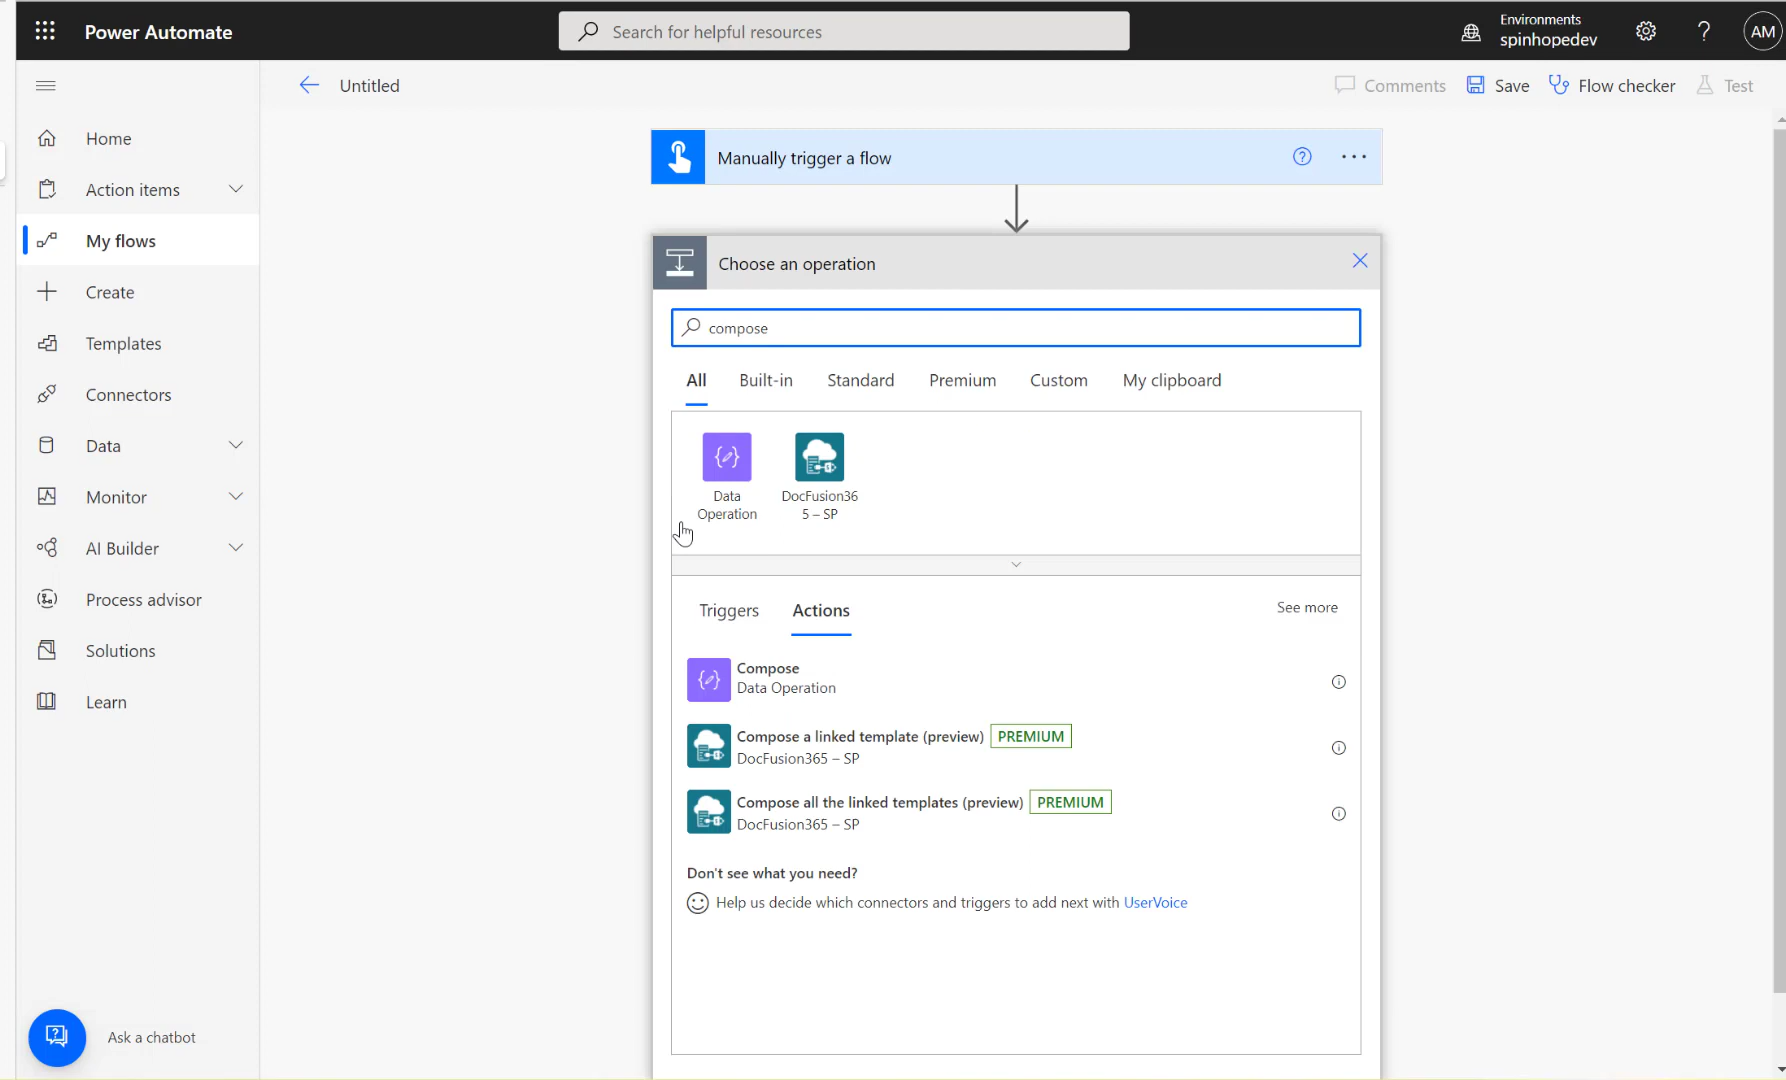 Power Automate
Search for helpful resources
Environments
spinhopedev
AM
Untitled
Comments
Save
Flow checker
Test
Home
Action items
My flows
Create
Templates
Connectors
Data
Monitor
AI Builder
Process advisor
Solutions
Learn
Ask a chatbot
Manually trigger a flow
Choose an operation
compose
All Built-in Standard Premium Custom My clipboard
Data
Operation
DocFusion36
5 – SP
Triggers Actions See more
Compose
Data Operation
Compose a linked template (preview) PREMIUM
DocFusion365 – SP
Compose all the linked templates (preview) PREMIUM
DocFusion365 – SP
Don't see what you need?
Help us decide which connectors and triggers to add next with UserVoice